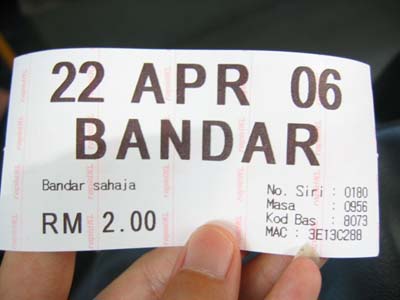 22 APR 06
BANDAR
Bandar sahaja
RM 2.00
No. Siri : 0180
Masa : 0956
Kod Bas : 8073
MAC : 3E13C288